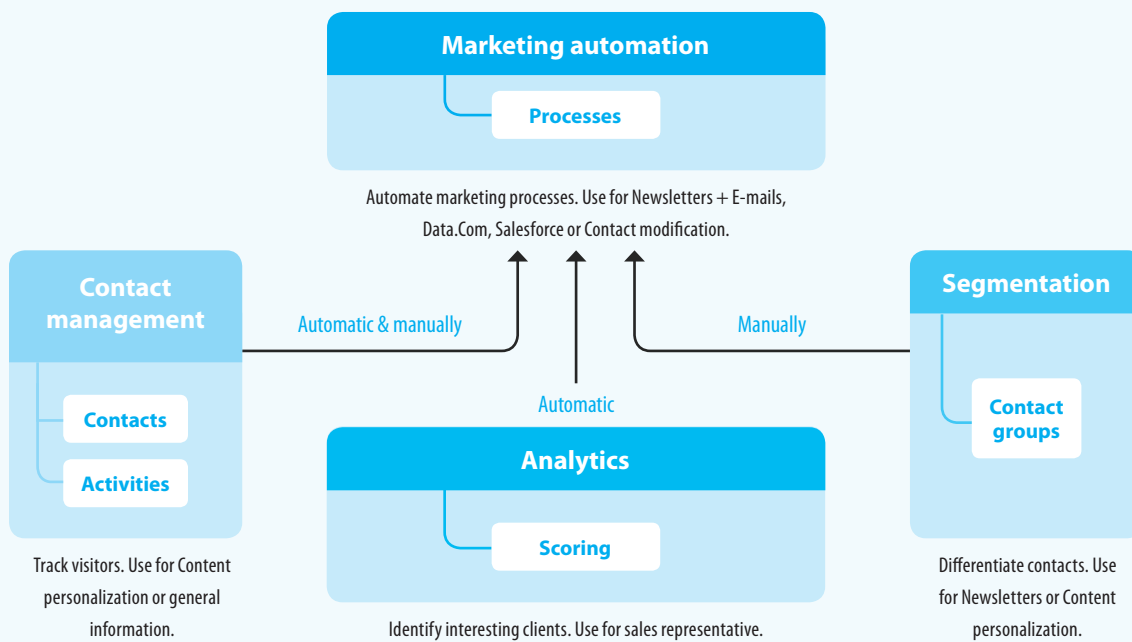 Marketing automation
Processes
Automate marketing processes. Use for Newsletters + E-mails,
Data.Com, Salesforce or Contact modification.
Contact
management
Contacts
Activities
Track visitors. Use for Content
personalization or general
information.
Automatic & manually
Automatic
Manually
Analytics
Scoring
Identify interesting clients. Use for sales representative.
Segmentation
Contact
groups
Differentiate contacts. Use
for Newsletters or Content
personalization.